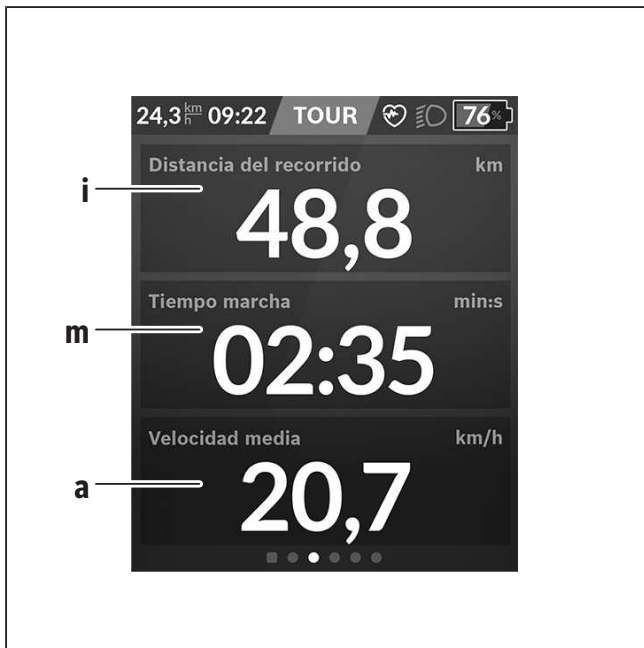 24,3 km/h 09:22 TOUR 76%
Distancia del recorrido km
i
48,8
Tiempo marcha min:s
m
02:35
Velocidad media km/h
a
20,7